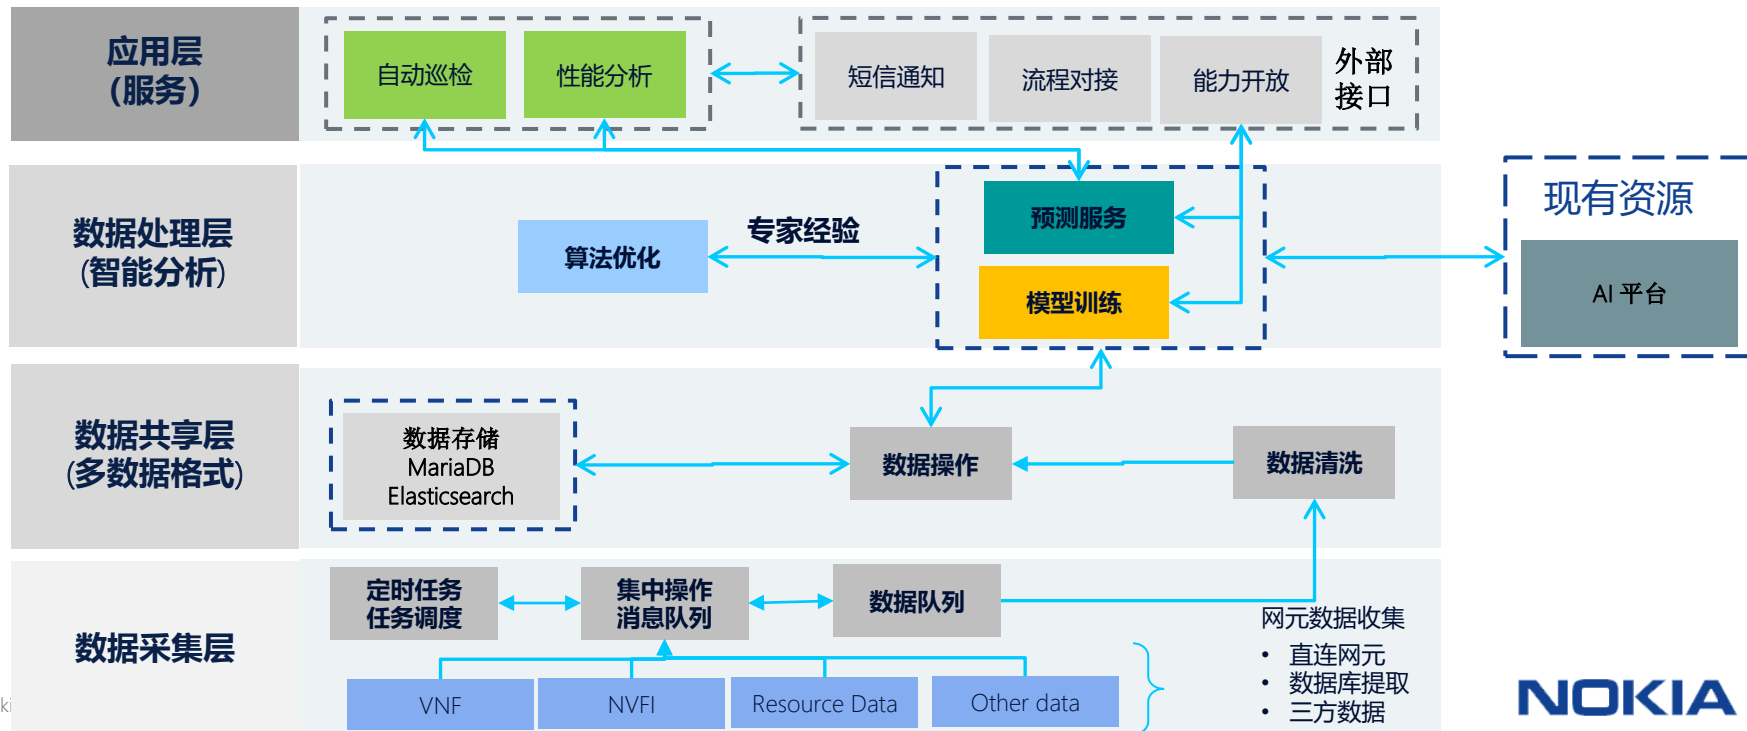 应用层
（服务）
自动巡检
性能分析
短信通知
流程对接
能力开放
外部
接口
数据处理层
(智能分析)
算法优化
专家经验
预测服务
模型训练
现有资源
AI 平台
数据共享层
(多数据格式)
数据存储
MariaDB
Elasticsearch
数据操作
数据清洗
数据采集层
定时任务
任务调度
集中操作
消息队列
数据队列
VNF
NVFI
Resource Data
Other data
网元数据收集
• 直连网元
• 数据库提取
• 三方数据
NOKIA